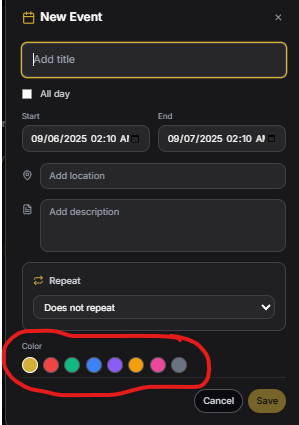 New Event
Add title
All day
Start
End
09/06/2025 02:10 AM
09/07/2025 02:10 AM
Add location
Add description
Repeat
Does not repeat
Color
Cancel
Save